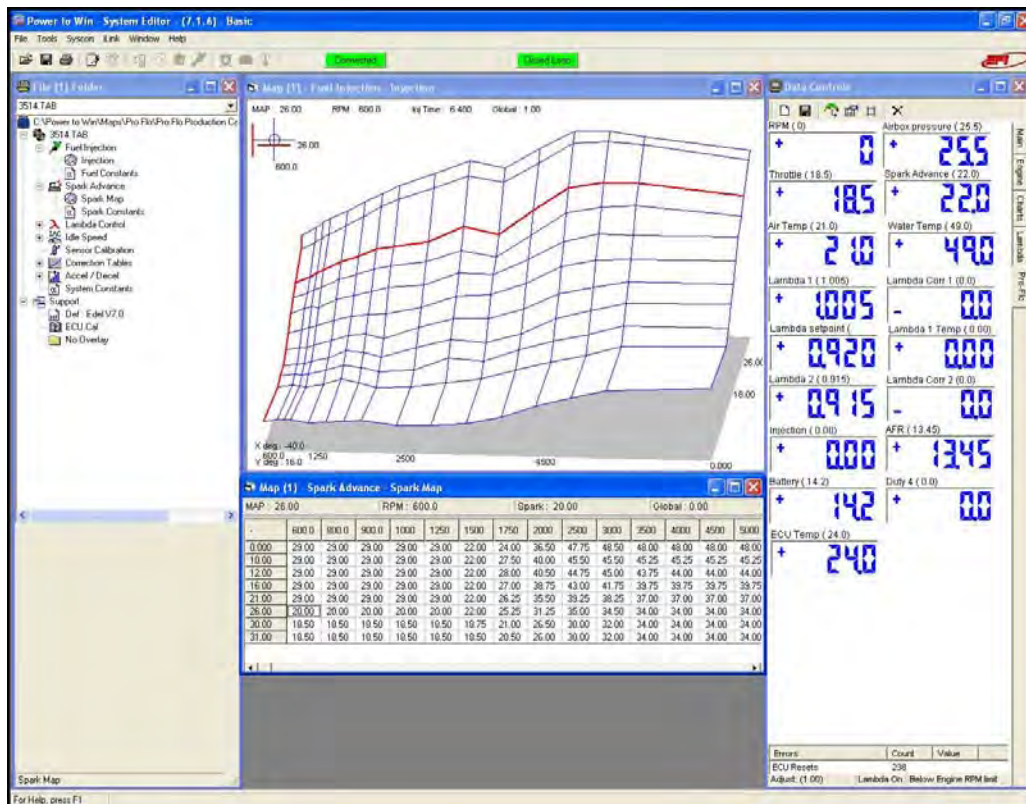 Power to Win - System Editor - (7.1.6) - Basic
File Tools Syscon Link Window Help
Connected
Closed Loop
EFI
File (1) Folders
3514.TAB
C:\Power to Win\Maps\Pro Flo\Pro Flo Production Ca
3514.TAB
Fuel Injection
Injection
Fuel Constants
Spark Advance
Spark Map
Spark Constants
Lambda Control
Idle Speed
Sensor Calibration
Correction Tables
Accel / Decel
System Constants
Support
Def : Edel V7.0
ECU.Cal
No Overlay
Spark Map
Map (1) - Fuel Injection - Injection
MAP : 26.00 RPM : 600.0 Inj Time : 6.400 Global : 1.00
26.00
600.0
26.00
18.00
X deg : -40.0
Y deg : 16.0
600.0 1250 2500 4500 0.000
Map (1) - Spark Advance - Spark Map
MAP : 26.00 RPM : 600.0 Spark : 20.00 Global : 0.00
- 600.0 800.0 900.0 1000 1250 1500 1750 2000 2500 3000 3500 4000 4500 5000
0.000 29.00 29.00 29.00 29.00 29.00 22.00 24.00 36.50 47.75 48.50 48.00 48.00 48.00 48.00
10.00 29.00 29.00 29.00 29.00 29.00 22.00 27.50 40.00 45.50 45.50 45.25 45.25 45.25 45.25
12.00 29.00 29.00 29.00 29.00 29.00 22.00 28.00 40.50 44.75 45.00 43.75 44.00 44.00 44.00
16.00 29.00 29.00 29.00 29.00 29.00 22.00 27.00 38.75 43.00 41.75 39.75 39.75 39.75 39.75
21.00 29.00 29.00 29.00 29.00 29.00 22.00 26.25 35.50 39.25 38.25 37.00 37.00 37.00 37.00
26.00 20.00 20.00 20.00 20.00 20.00 22.00 25.25 31.25 35.00 34.50 34.00 34.00 34.00 34.00
30.00 18.50 18.50 18.50 18.50 18.50 18.75 21.00 26.50 30.00 32.00 34.00 34.00 34.00 34.00
31.00 18.50 18.50 18.50 18.50 18.50 18.50 20.50 26.00 30.00 32.00 34.00 34.00 34.00 34.00
Data Controls
Main
Engine
Charts
Lambda
Pro-Flo
RPM ( 0 ) Airbox pressure ( 25.5 )
+ 0 + 25.5
Throttle ( 18.5 ) Spark Advance ( 22.0 )
+ 18.5 + 22.0
Air Temp ( 21.0 ) Water Temp ( 49.0 )
+ 21.0 + 49.0
Lambda 1 ( 1.005 ) Lambda Corr 1 (0.0)
+ 1.005 - 0.0
Lambda setpoint ( Lambda 1 Temp ( 0.00 )
+ 0.920 + 0.00
Lambda 2 ( 0.915 ) Lambda Corr 2 (0.0)
+ 0.915 - 0.0
Injection ( 0.00 ) AFR ( 13.45 )
+ 0.00 + 13.45
Battery ( 14.2 ) Duty 4 ( 0.0 )
+ 14.2 + 0.0
ECU Temp ( 24.0 )
+ 24.0
Errors Count Value
ECU Resets 238
Adjust: (1.00) Lambda On : Below Engine RPM limit
For Help, press F1